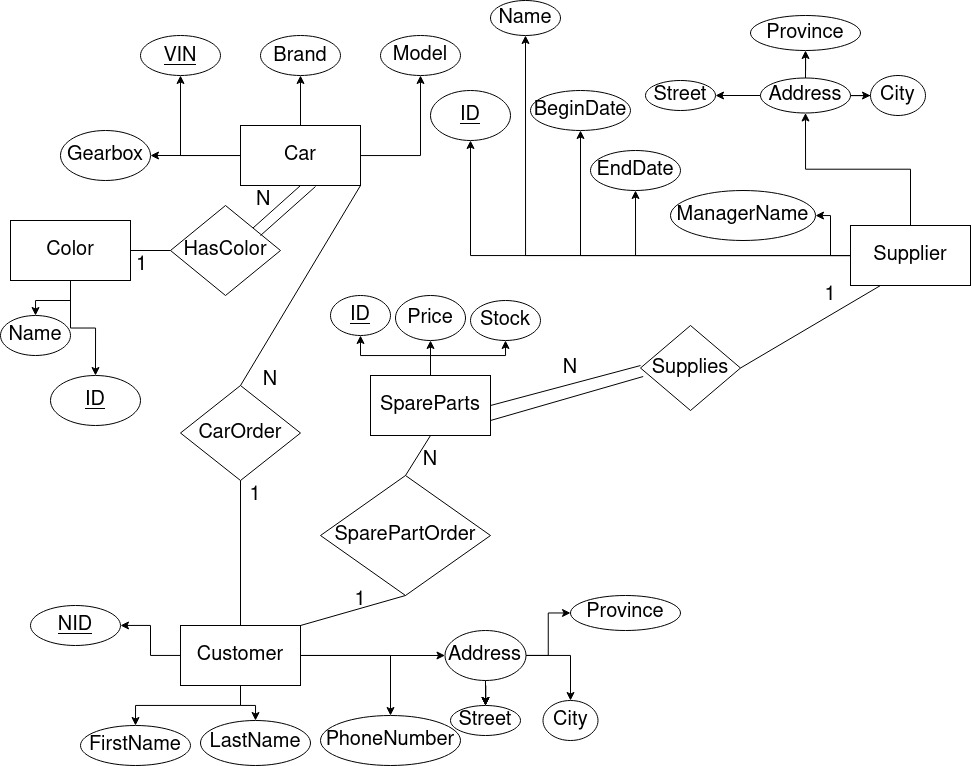 Name
Province
VIN
Brand
Model
Street
Address
City
ID
BeginDate
Gearbox
Car
EndDate
N
ManagerName
Color
HasColor
Supplier
1
1
Name
ID
Price
Stock
N
Supplies
N
ID
SpareParts
CarOrder
N
1
SparePartOrder
1
Province
NID
Customer
Address
Street
City
FirstName
LastName
PhoneNumber